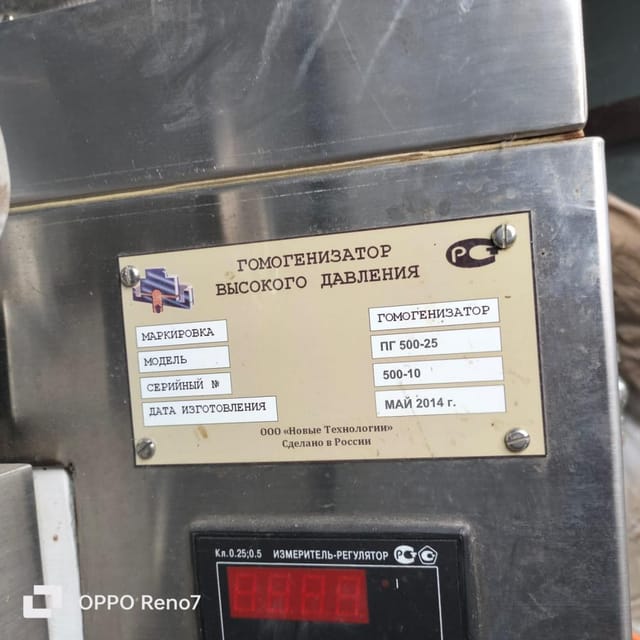 ГОМОГЕНИЗАТОР
ВЫСОКОГО ДАВЛЕНИЯ
РС
МАРКИРОВКА
ГОМОГЕНИЗАТОР
МОДЕЛЬ
ПГ 500-25
СЕРИЙНЫЙ №
500-10
ДАТА ИЗГОТОВЛЕНИЯ
МАЙ 2014 г.
ООО «Новые Технологии»
Сделано в России
Кл.0.25;0.5 ИЗМЕРИТЕЛЬ-РЕГУЛЯТОР
OPPO Reno7